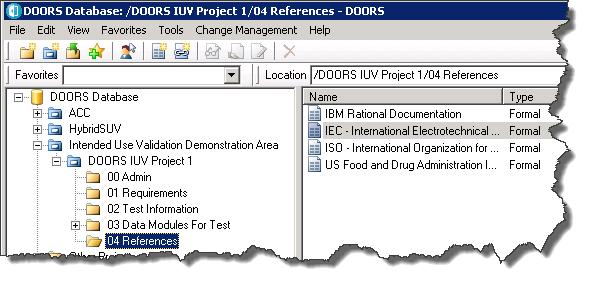 DOORS Database: /DOORS IUV Project 1/04 References - DOORS
File Edit View Favorites Tools Change Management Help
Favorites Location /DOORS IUV Project 1/04 References
DOORS Database
ACC
HybridSUV
Intended Use Validation Demonstration Area
DOORS IUV Project 1
00 Admin
01 Requirements
02 Test Information
03 Data Modules For Test
04 References
Name Type
IBM Rational Documentation Formal
IEC - International Electrotechnical ... Formal
ISO - International Organization for ... Formal
US Food and Drug Administration I... Formal